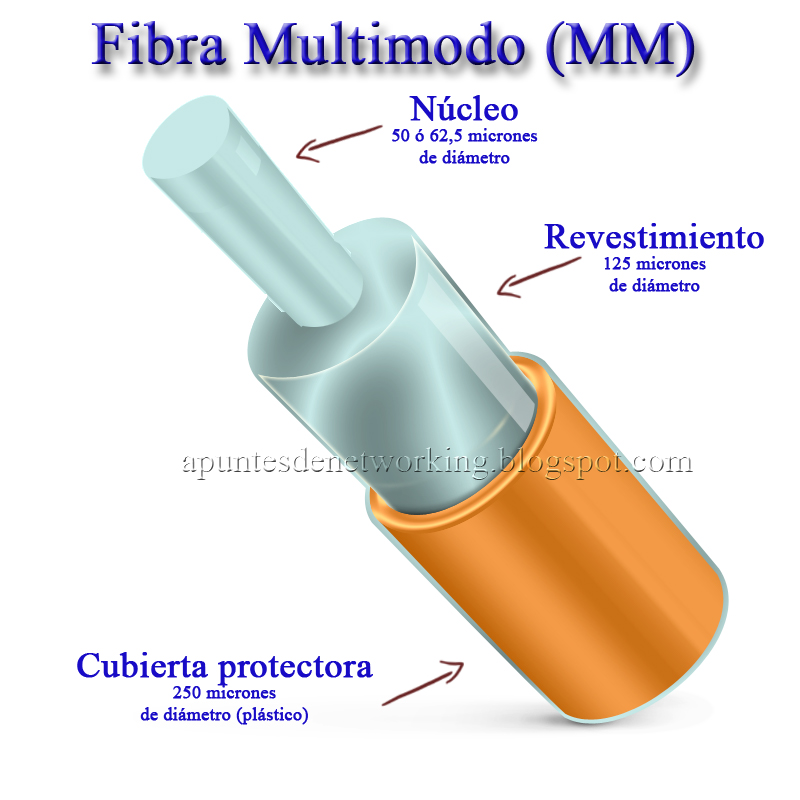 Fibra Multimodo (MM)
Núcleo
50 ó 62,5 micrones
de diámetro
Revestimiento
125 micrones
de diámetro
apuntesdenetworking.blogspot.com
Cubierta protectora
250 micrones
de diámetro (plástico)